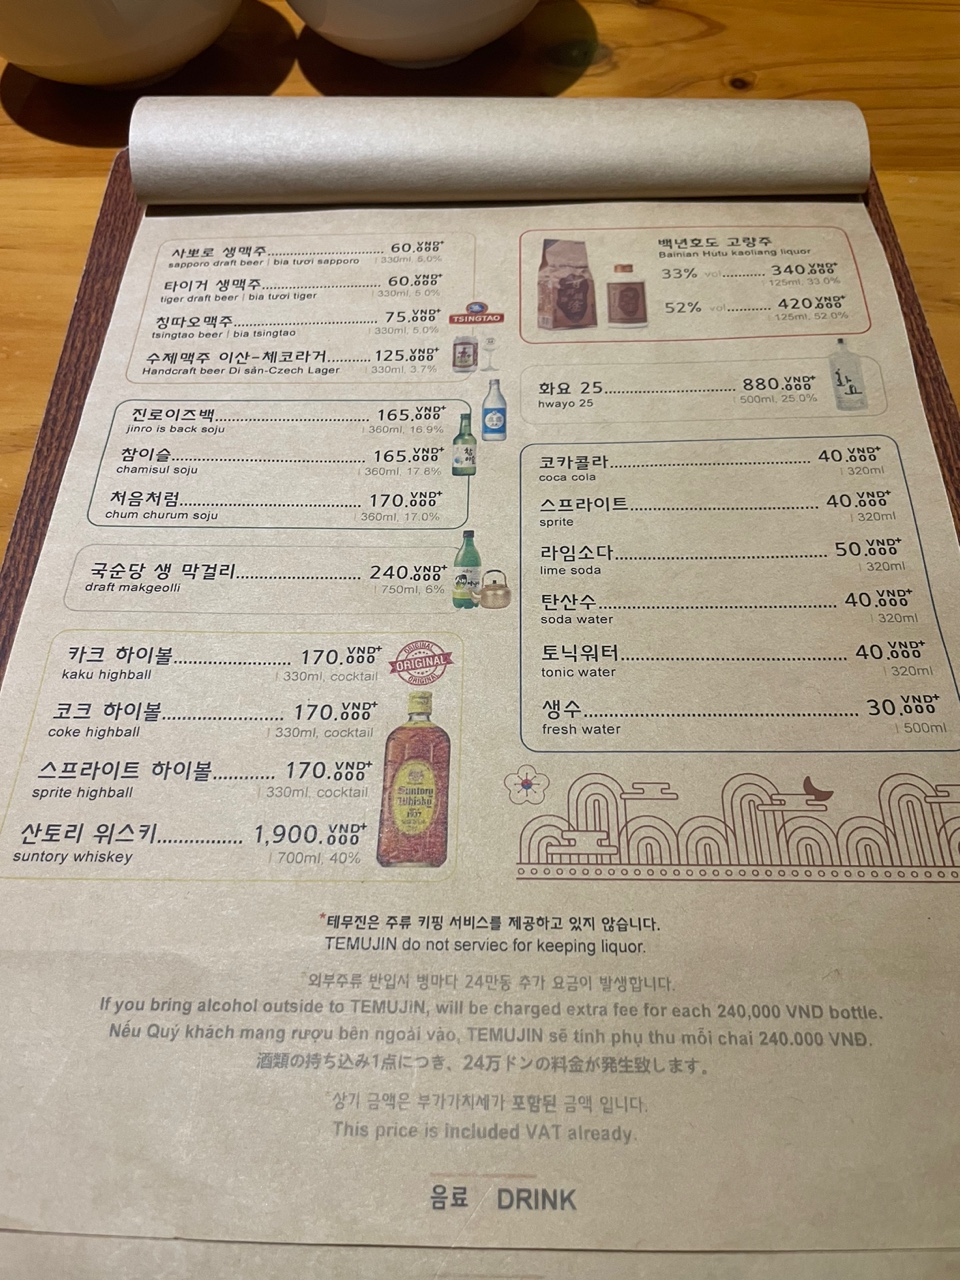 사뽀로 생맥주........................ 60.000 VND+
sapporo draft beer | bia tươi sapporo | 330ml, 5.0%
타이거 생맥주........................ 60.000 VND+
tiger draft beer | bia tươi tiger | 330ml, 5.0%
칭따오맥주........................ 75.000 VND+
tsingtao beer | bia tsingtao | 330ml, 5.0%
TSINGTAO
수제맥주 이산-체코라거.......... 125.000 VND+
Handcraft beer Di sản-Czech Lager | 330ml, 3.7%
진로이즈백........................ 165.000 VND+
jinro is back soju | 360ml, 16.9%
참이슬........................ 165.000 VND+
chamisul soju | 360ml, 17.8%
처음처럼........................ 170.000 VND+
chum churum soju | 360ml, 17.0%
국순당 생 막걸리................ 240.000 VND+
draft makgeolli | 750ml, 6%
카쿠 하이볼................ 170.000 VND+
kaku highball | 330ml, cocktail
ORIGINAL
ORIGINAL
ORIGINAL
코크 하이볼................ 170.000 VND+
coke highball | 330ml, cocktail
스프라이트 하이볼........... 170.000 VND+
sprite highball | 330ml, cocktail
산토리 위스키............... 1,900.000 VND+
suntory whiskey | 700ml, 40%
Suntory
Whisky
1937
백년호도 고량주
Bainian Hutu kaoliang liquor
33% vol........... 340.000 VND+
| 125ml, 33.0%
52% vol........... 420.000 VND+
| 125ml, 52.0%
화요 25........................ 880.000 VND+
hwayo 25 | 500ml, 25.0%
화요
코카콜라........................ 40.000 VND+
coca cola | 320ml
스프라이트........................ 40.000 VND+
sprite | 320ml
라임소다........................ 50.000 VND+
lime soda | 320ml
탄산수........................ 40.000 VND+
soda water | 320ml
토닉워터........................ 40.000 VND+
tonic water | 320ml
생수........................ 30.000 VND+
fresh water | 500ml
*테무진은 주류 키핑 서비스를 제공하고 있지 않습니다.
TEMUJIN do not serviec for keeping liquor.
*외부주류 반입시 병마다 24만동 추가 요금이 발생합니다.
If you bring alcohol outside to TEMUJIN, will be charged extra fee for each 240,000 VND bottle.
Nếu Quý khách mang rượu bên ngoài vào, TEMUJIN sẽ tính phụ thu mỗi chai 240.000 VNĐ.
酒類の持ち込み1点につき、24万ドンの料金が発生致します。
*상기 금액은 부가가치세가 포함된 금액 입니다.
This price is included VAT already.
음료 / DRINK